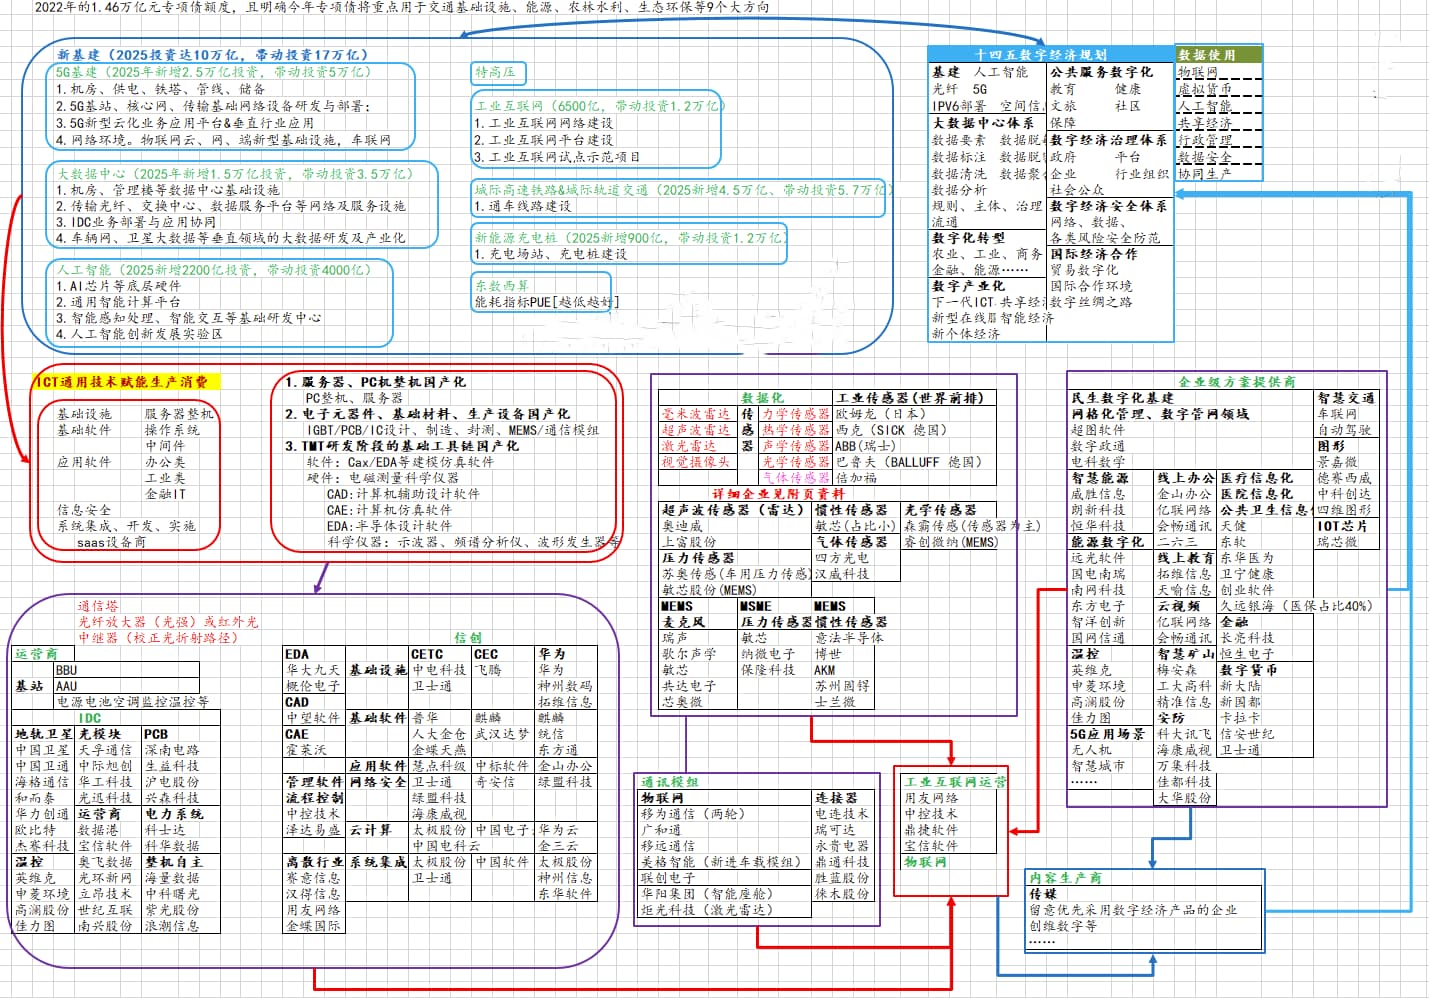 2022年的1.46万亿元专项债额度，且明确今年专项债将重点用于交通基础设施、能源、农林水利、生态环保等9个大方向
新基建（2025投资达10万亿，带动投资17万亿）
5G基建（2025年新增2.5万亿投资，带动投资5万亿）
1.机房、供电、铁塔、管线、储备
2.5G基站、核心网、传输基础网络设备研发与部署；
3.5G新型云化业务应用平台&垂直行业应用
4.网络环境。物联网云、网、端新型基础设施，车联网
大数据中心（2025年新增1.5万亿投资，带动投资3.5万亿）
1.机房、管理楼等数据中心基础设施
2.传输光纤、交换中心、数据服务平台等网络及服务设施
3.IDC业务部署与应用协同
4.车辆网、卫星大数据等垂直领域的大数据研发及产业化
人工智能（2025新增2200亿投资，带动投资4000亿）
1.AI芯片等底层硬件
2.通用智能计算平台
3.智能感知处理、智能交互等基础研发中心
4.人工智能创新发展实验区
特高压
工业互联网（6500亿，带动投资1.2万亿）
1.工业互联网网络建设
2.工业互联网平台建设
3.工业互联网试点示范项目
城际高速铁路&城际轨道交通（2025新增4.5万亿、带动投资5.7万亿）
1.通车线路建设
新能源充电桩（2025新增900亿，带动投资1.2万亿）
1.充电场站、充电桩建设
东数西算
能耗指标PUE[越低越好]
十四五数字经济规划
基建 人工智能
光纤 5G
IPV6部署 空间信
大数据中心体系
数据要素 数据脱
数据标注 数据脱
数据清洗 数据聚
数据分析
规则、主体、治理
流通
数字化转型
农业、工业、商务
金融、能源……
数字产业化
下一代ICT 共享经
新型在线 智能经济
新个体经济
公共服务数字化
教育 健康
文旅 社区
保障
数字经济治理体系
政府 平台
企业 行业组织
社会公众
数字经济安全体系
网络、数据、
各类风险安全防范
国际经济合作
贸易数字化
国际合作环境
数字丝绸之路
数据使用
物联网
虚拟货币
人工智能
共享经济
行政管理
数据安全
协同生产
ICT通用技术赋能生产消费
基础设施 服务器整机
基础软件 操作系统
中间件
应用软件 办公类
工业类
金融IT
信息安全
系统集成、开发、实施
saas设备商
1.服务器、PC机整机国产化
PC整机、服务器
2.电子元器件、基础材料、生产设备国产化
IGBT/PCB/IC设计、制造、封测、MEMS/通信模组
3.TMT研发阶段的基础工具链国产化
软件：Cax/EDA等建模仿真软件
硬件：电磁测量科学仪器
CAD:计算机辅助设计软件
CAE:计算机仿真软件
EDA:半导体设计软件
科学仪器：示波器、频谱分析仪、波形发生器等
通信塔
光纤放大器（光强）或红外光
中继器（校正光折射路径）
运营商
BBU
基站 AAU
电源电池空调监控温控等
IDC
地轨卫星 光模块 PCB
中国卫星 天孚通信 深南电路
中国卫通 中际旭创 生益科技
海格通信 华工科技 沪电股份
和而泰 光迅科技 兴森科技
华力创通 运营商 电力系统
欧比特 数据港 科士达
杰赛科技 宝信软件 科华数据
温控 奥飞数据 整机自主
英维克 光环新网 海量数据
申菱环境 立昂技术 中科曙光
高澜股份 世纪互联 紫光股份
佳力图 南兴股份 浪潮信息
信创
EDA CETC CEC 华为
华大九天 基础设施 中电科技 飞腾 华为
概伦电子 卫士通 神州数码
CAD 拓维信息
中望软件 基础软件 普华 麒麟 麒麟
CAE 人大金仓 武汉达梦 统信
霍莱沃 金蝶天燕 东方通
应用软件 慧点科级 中标软件 金山办公
管理软件 网络安全 卫士通 奇安信 绿盟科技
流程控制 绿盟科技
中控技术 海康威视
泽达易盛 云计算 太极股份 中国电子 华为云
中国电科云 金三云
离散行业 系统集成 太极股份 中国软件 太极股份
赛意信息 卫士通 神州信息
汉得信息 东华软件
用友网络
金蝶国际
数据化 工业传感器(世界前排)
毫米波雷达 传 力学传感器 欧姆龙（日本）
超声波雷达 感 热学传感器 西克（SICK 德国）
激光雷达 器 声学传感器 ABB(瑞士)
视觉摄像头 光学传感器 巴鲁夫（BALLUFF 德国）
气体传感器 倍加福
详细企业见附页资料
超声波传感器（雷达） 惯性传感器 光学传感器
奥迪威 敏芯(占比小) 森霸传感(传感器为主)
上富股份 气体传感器 睿创微纳(MEMS)
压力传感器 四方光电
苏奥传感(车用压力传感 汉威科技
敏芯股份(MEMS)
MEMS MSME MEMS
麦克风 压力传感器 惯性传感器
瑞声 敏芯 意法半导体
歌尔声学 纳微电子 博世
敏芯 保隆科技 AKM
共达电子 苏州固锝
芯奥微 士兰微
通讯模组
物联网 连接器
移为通信（两轮） 电连技术
广和通 瑞可达
移远通信 永贵电器
美格智能（新进车载模组） 鼎通科技
联创电子 胜蓝股份
华阳集团（智能座舱） 徕木股份
炬光科技（激光雷达）
工业互联网运营
用友网络
中控技术
鼎捷软件
宝信软件
物联网
企业级方案提供商
民生数字化基建 智慧交通
网格化管理、数字管网领域 车联网
超图软件 自动驾驶
数字政通 图形
电科数字 景嘉微
智慧能源 线上办公 医疗信息化 德赛西威
威胜信息 金山办公 医院信息化 中科创达
朗新科技 亿联网络 公共卫生信息 四维图形
恒华科技 会畅通讯 天健 IOT芯片
能源数字化 二六三 东软 瑞芯微
远光软件 线上教育 东华医为
国电南瑞 拓维信息 卫宁健康
南网科技 天喻信息 创业软件
东方电子 云视频 久远银海（医保占比40%）
智洋创新 亿联网络 金融
国网信通 会畅通讯 长亮科技
温控 智慧矿山 恒生电子
英维克 梅安森 数字货币
申菱环境 工大高科 新大陆
高澜股份 精准信息 新国都
佳力图 安防 卡拉卡
5G应用场景 科大讯飞 信安世纪
无人机 海康威视 卫士通
智慧城市 万集科技
…… 佳都科技
大华股份
内容生产商
传媒
留意优先采用数字经济产品的企业
创维数字等
……